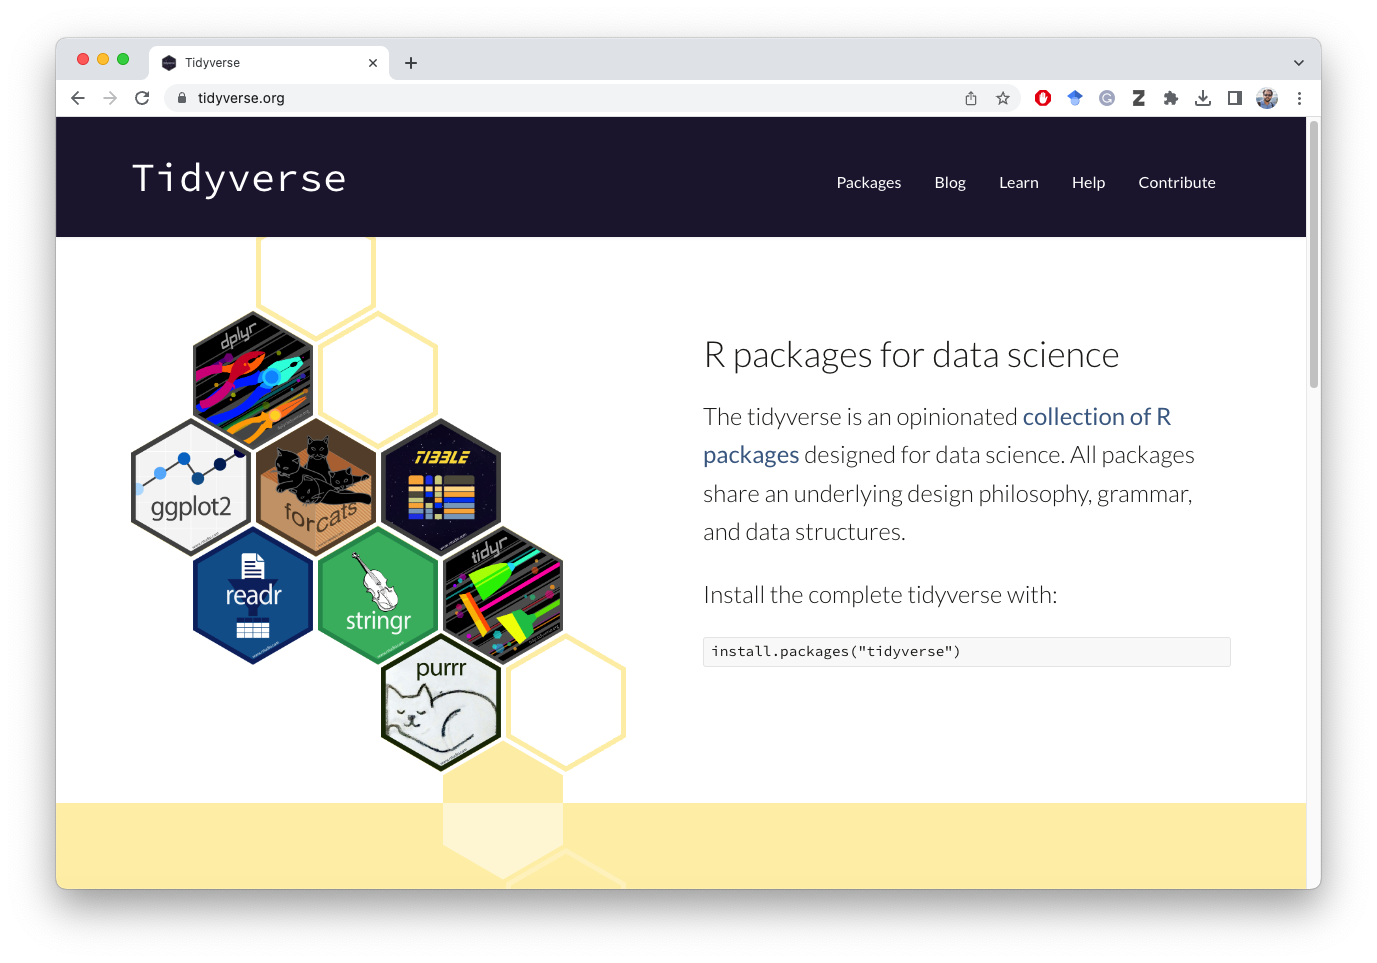 Tidyverse
tidyverse.org
Tidyverse
Packages Blog Learn Help Contribute
dplyr
ggplot2
forcats
TIBBLE
readr
stringr
tidyr
purrr
R packages for data science
The tidyverse is an opinionated collection of R
packages designed for data science. All packages
share an underlying design philosophy, grammar,
and data structures.
Install the complete tidyverse with:
install.packages("tidyverse")